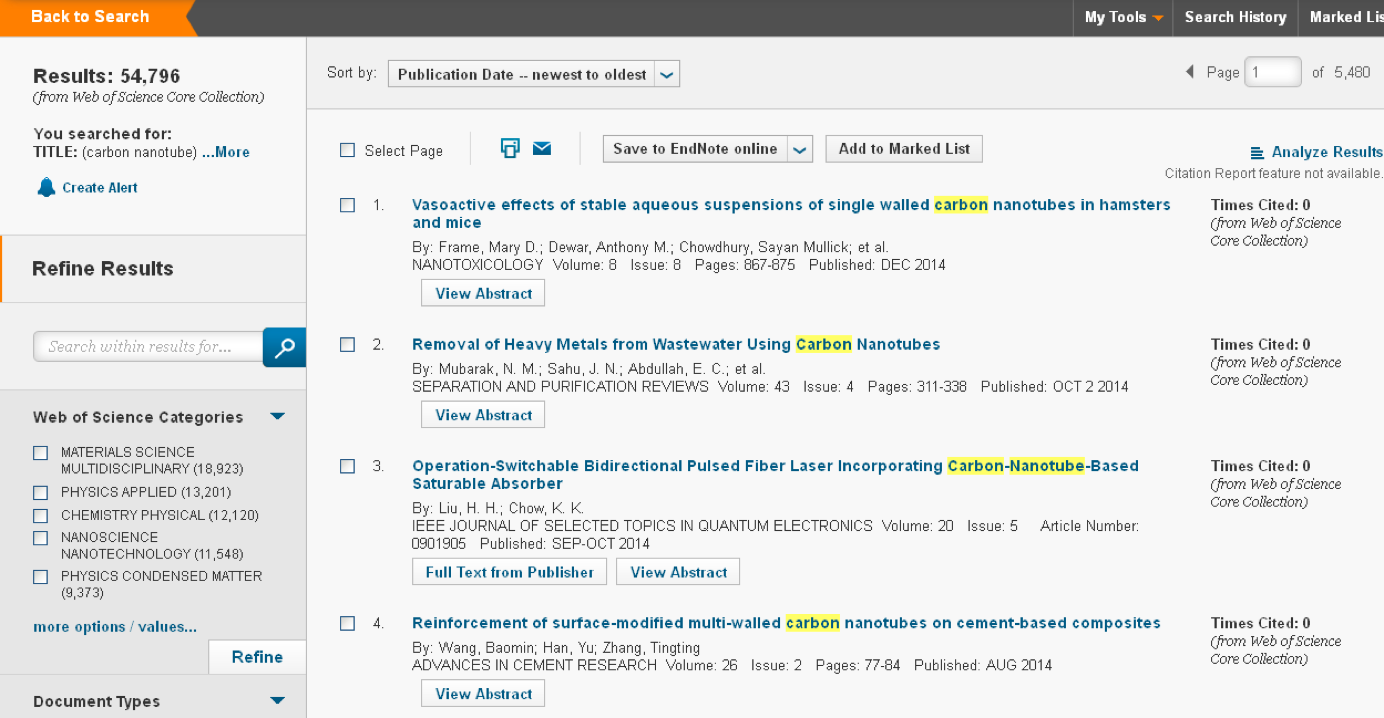 Back to Search
My Tools
Search History
Marked Lis
Results: 54,796
(from Web of Science Core Collection)
You searched for:
TITLE: (carbon nanotube) ...More
Create Alert
Refine Results
Search within results for...
Web of Science Categories
MATERIALS SCIENCE
MULTIDISCIPLINARY (18,923)
PHYSICS APPLIED (13,201)
CHEMISTRY PHYSICAL (12,120)
NANOSCIENCE
NANOTECHNOLOGY (11,548)
PHYSICS CONDENSED MATTER
(9,373)
more options / values...
Refine
Document Types
Sort by: Publication Date -- newest to oldest
Page 1 of 5,480
Select Page
Save to EndNote online
Add to Marked List
Analyze Results
Citation Report feature not available.
1. Vasoactive effects of stable aqueous suspensions of single walled carbon nanotubes in hamsters
and mice
By: Frame, Mary D.; Dewar, Anthony M.; Chowdhury, Sayan Mullick; et al.
NANOTOXICOLOGY Volume: 8 Issue: 8 Pages: 867-875 Published: DEC 2014
View Abstract
Times Cited: 0
(from Web of Science
Core Collection)
2. Removal of Heavy Metals from Wastewater Using Carbon Nanotubes
By: Mubarak, N. M.; Sahu, J. N.; Abdullah, E. C.; et al.
SEPARATION AND PURIFICATION REVIEWS Volume: 43 Issue: 4 Pages: 311-338 Published: OCT 2 2014
View Abstract
Times Cited: 0
(from Web of Science
Core Collection)
3. Operation-Switchable Bidirectional Pulsed Fiber Laser Incorporating Carbon-Nanotube-Based
Saturable Absorber
By: Liu, H. H.; Chow, K. K.
IEEE JOURNAL OF SELECTED TOPICS IN QUANTUM ELECTRONICS Volume: 20 Issue: 5 Article Number:
0901905 Published: SEP-OCT 2014
Full Text from Publisher
View Abstract
Times Cited: 0
(from Web of Science
Core Collection)
4. Reinforcement of surface-modified multi-walled carbon nanotubes on cement-based composites
By: Wang, Baomin; Han, Yu; Zhang, Tingting
ADVANCES IN CEMENT RESEARCH Volume: 26 Issue: 2 Pages: 77-84 Published: AUG 2014
View Abstract
Times Cited: 0
(from Web of Science
Core Collection)